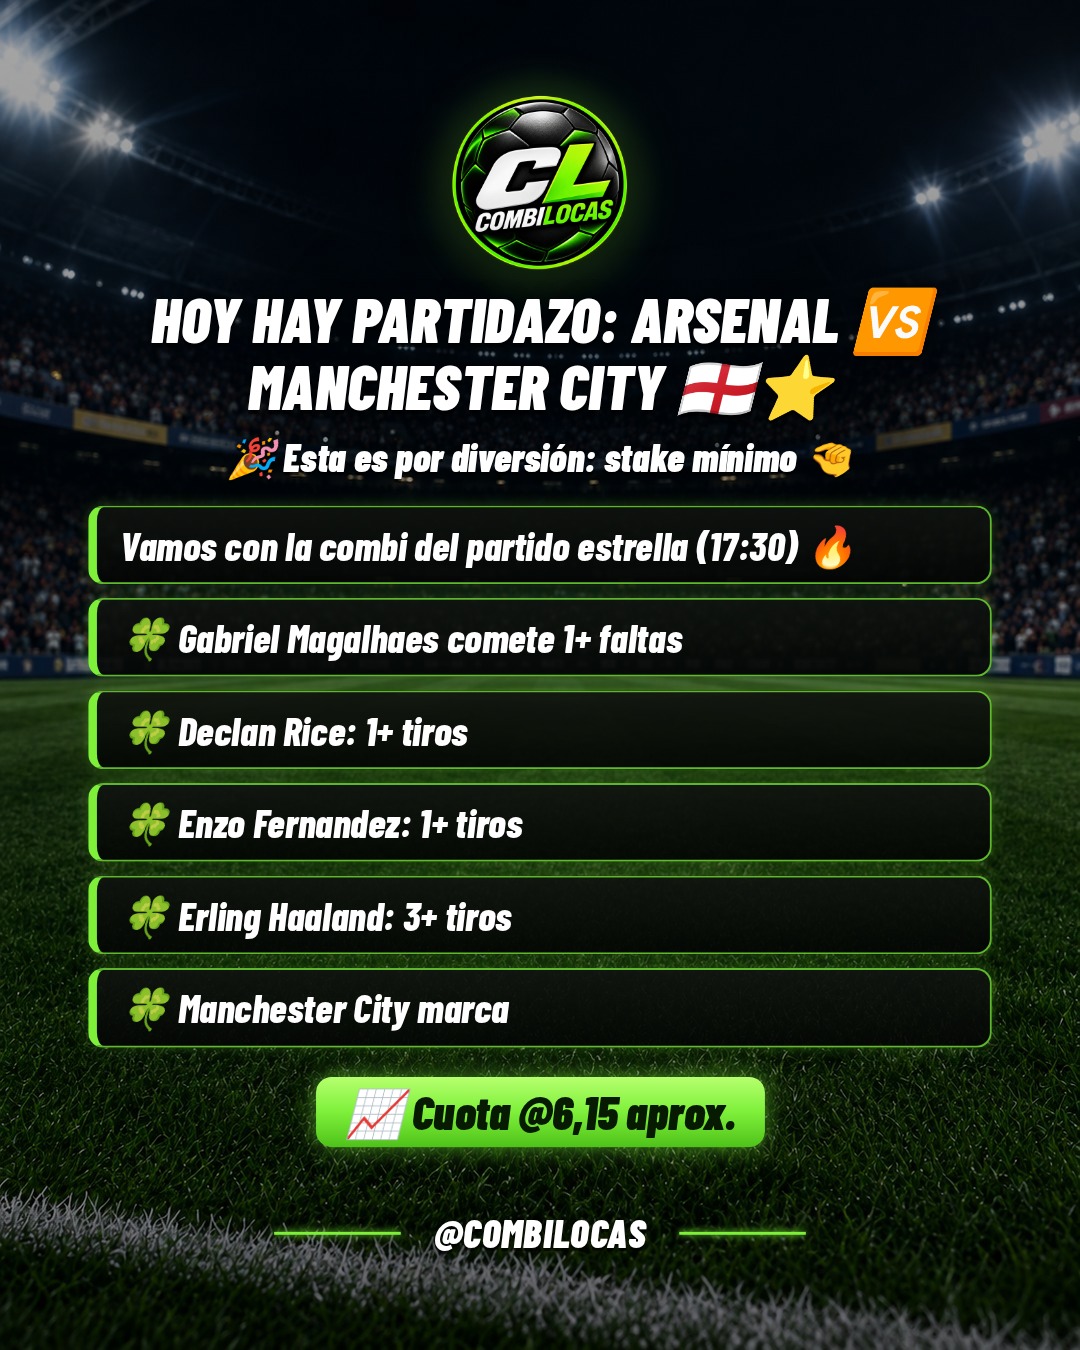 CL
COMBILOCAS
HOY HAY PARTIDAZO: ARSENAL 🆚
MANCHESTER CITY 🏴󠁧󠁢󠁥󠁮󠁧󠁿⭐
🎉 Esta es por diversión: stake mínimo 🤏
Vamos con la combi del partido estrella (17:30) 🔥
🍀 Gabriel Magalhaes comete 1+ faltas
🍀 Declan Rice: 1+ tiros
🍀 Enzo Fernandez: 1+ tiros
🍀 Erling Haaland: 3+ tiros
🍀 Manchester City marca
📈 Cuota @6,15 aprox.
@COMBILOCAS